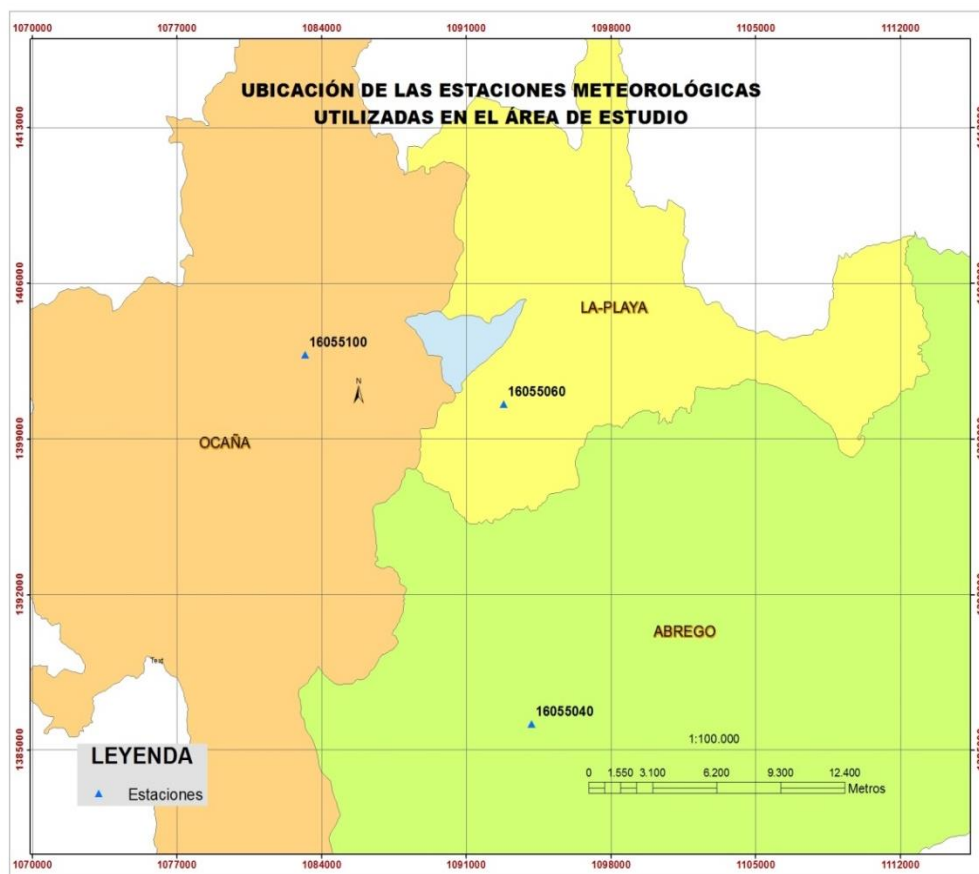 1070000 1077000 1084000 1091000 1098000 1105000 1112000
UBICACIÓN DE LAS ESTACIONES METEOROLÓGICAS
UTILIZADAS EN EL ÁREA DE ESTUDIO
1413000
1406000
LA-PLAYA
16055100
N
16055060
1399000
OCAÑA
1392000
ABREGO
Text
16055040
1385000
1:100.000
LEYENDA
Estaciones
0 1.550 3.100 6.200 9.300 12.400
Metros
1070000 1077000 1084000 1091000 1098000 1105000 1112000